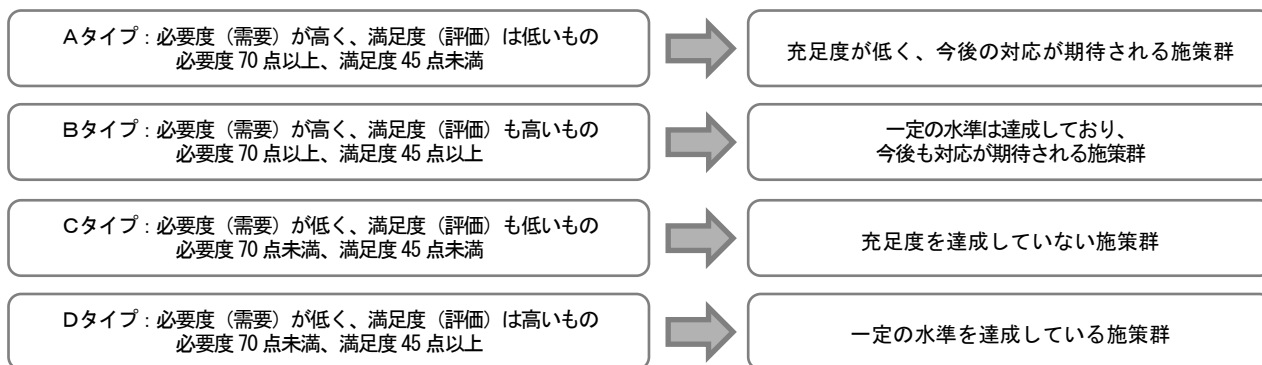 Aタイプ：必要度（需要）が高く、満足度（評価）は低いもの
必要度 70 点以上、満足度 45 点未満
充足度が低く、今後の対応が期待される施策群
Bタイプ：必要度（需要）が高く、満足度（評価）も高いもの
必要度 70 点以上、満足度 45 点以上
一定の水準は達成しており、
今後も対応が期待される施策群
Cタイプ：必要度（需要）が低く、満足度（評価）も低いもの
必要度 70 点未満、満足度 45 点未満
充足度を達成していない施策群
Dタイプ：必要度（需要）が低く、満足度（評価）は高いもの
必要度 70 点未満、満足度 45 点以上
一定の水準を達成している施策群